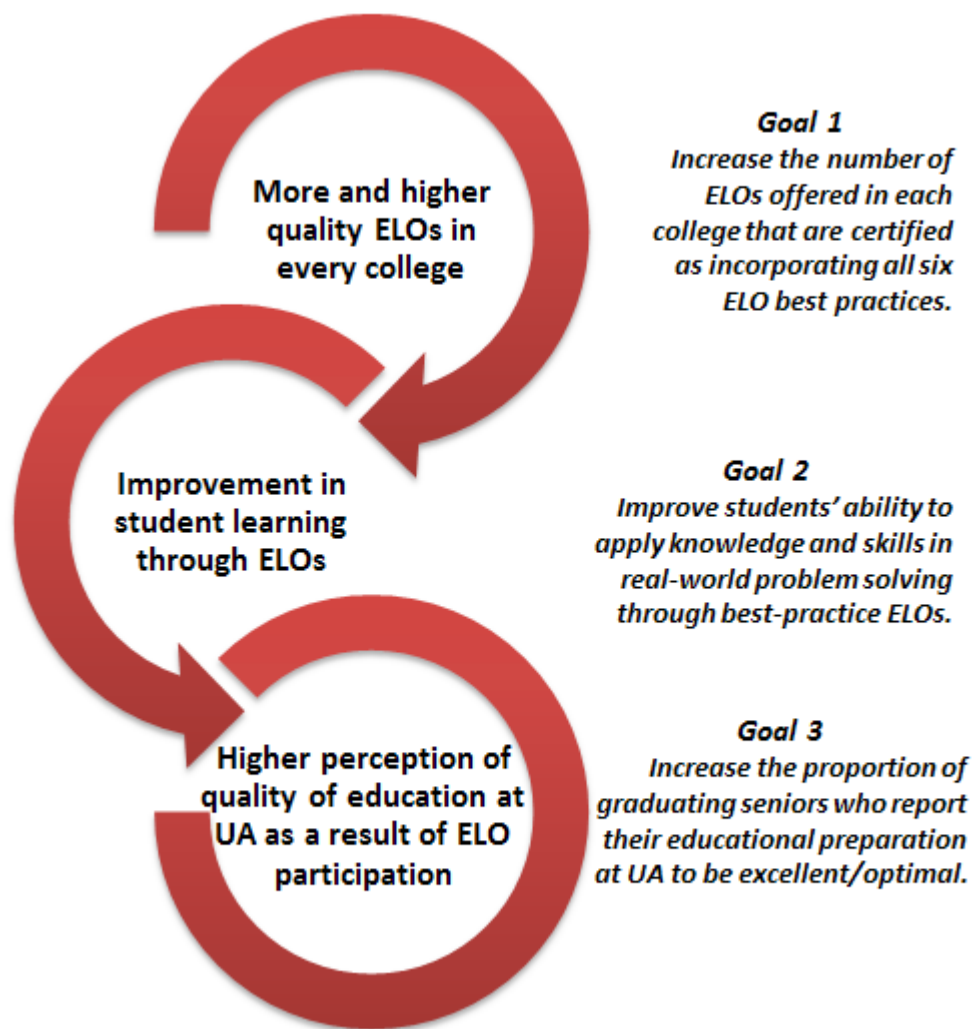 More and higher
quality ELOs in
every college
Goal 1
Increase the number of
ELOs offered in each
college that are certified
as incorporating all six
ELO best practices.
Improvement in
student learning
through ELOs
Goal 2
Improve students’ ability to
apply knowledge and skills in
real-world problem solving
through best-practice ELOs.
Higher perception of
quality of education at
UA as a result of ELO
participation
Goal 3
Increase the proportion of
graduating seniors who report
their educational preparation
at UA to be excellent/optimal.